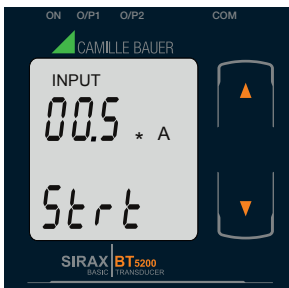 ON O/P1 O/P2 COM
CAMILLE BAUER
INPUT
00.5 * A
Strt
SIRAX BT5200
BASIC TRANSDUCER